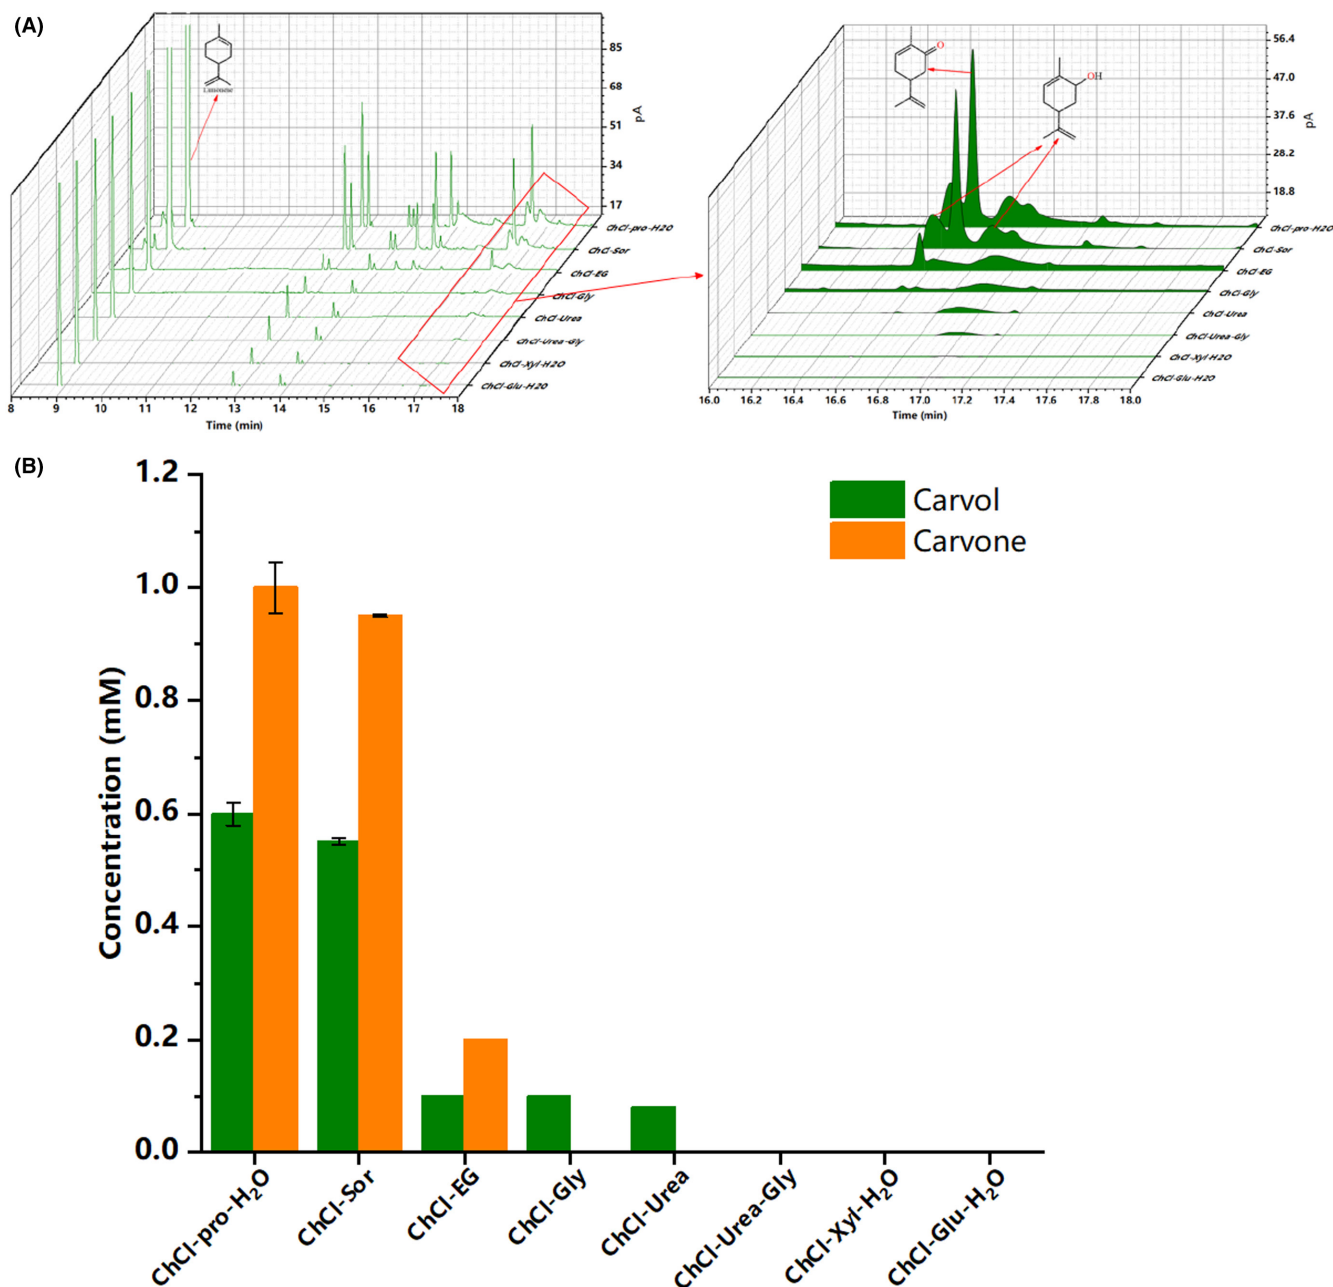 (A)
Limonene
85
68
51
34
17
pA
ChCl-pro-H2O
ChCl-Sor
ChCl-EG
ChCl-Gly
ChCl-Urea
ChCl-Urea-Gly
ChCl-Xyl-H2O
ChCl-Glu-H2O
8 9 10 11 12 13 14 15 16 17 18
Time (min)
O
OH
56.4
47.0
37.6
28.2
18.8
pA
ChCl-pro-H2O
ChCl-Sor
ChCl-EG
ChCl-Gly
ChCl-Urea
ChCl-Urea-Gly
ChCl-Xyl-H2O
ChCl-Glu-H2O
16.0 16.2 16.4 16.6 16.8 17.0 17.2 17.4 17.6 17.8 18.0
Time (min)
(B)
Carvol
Carvone
1.2
1.0
0.8
0.6
0.4
0.2
0.0
Concentration (mM)
ChCl-pro-H₂O
ChCl-Sor
ChCl-EG
ChCl-Gly
ChCl-Urea
ChCl-Urea-Gly
ChCl-Xyl-H₂O
ChCl-Glu-H₂O